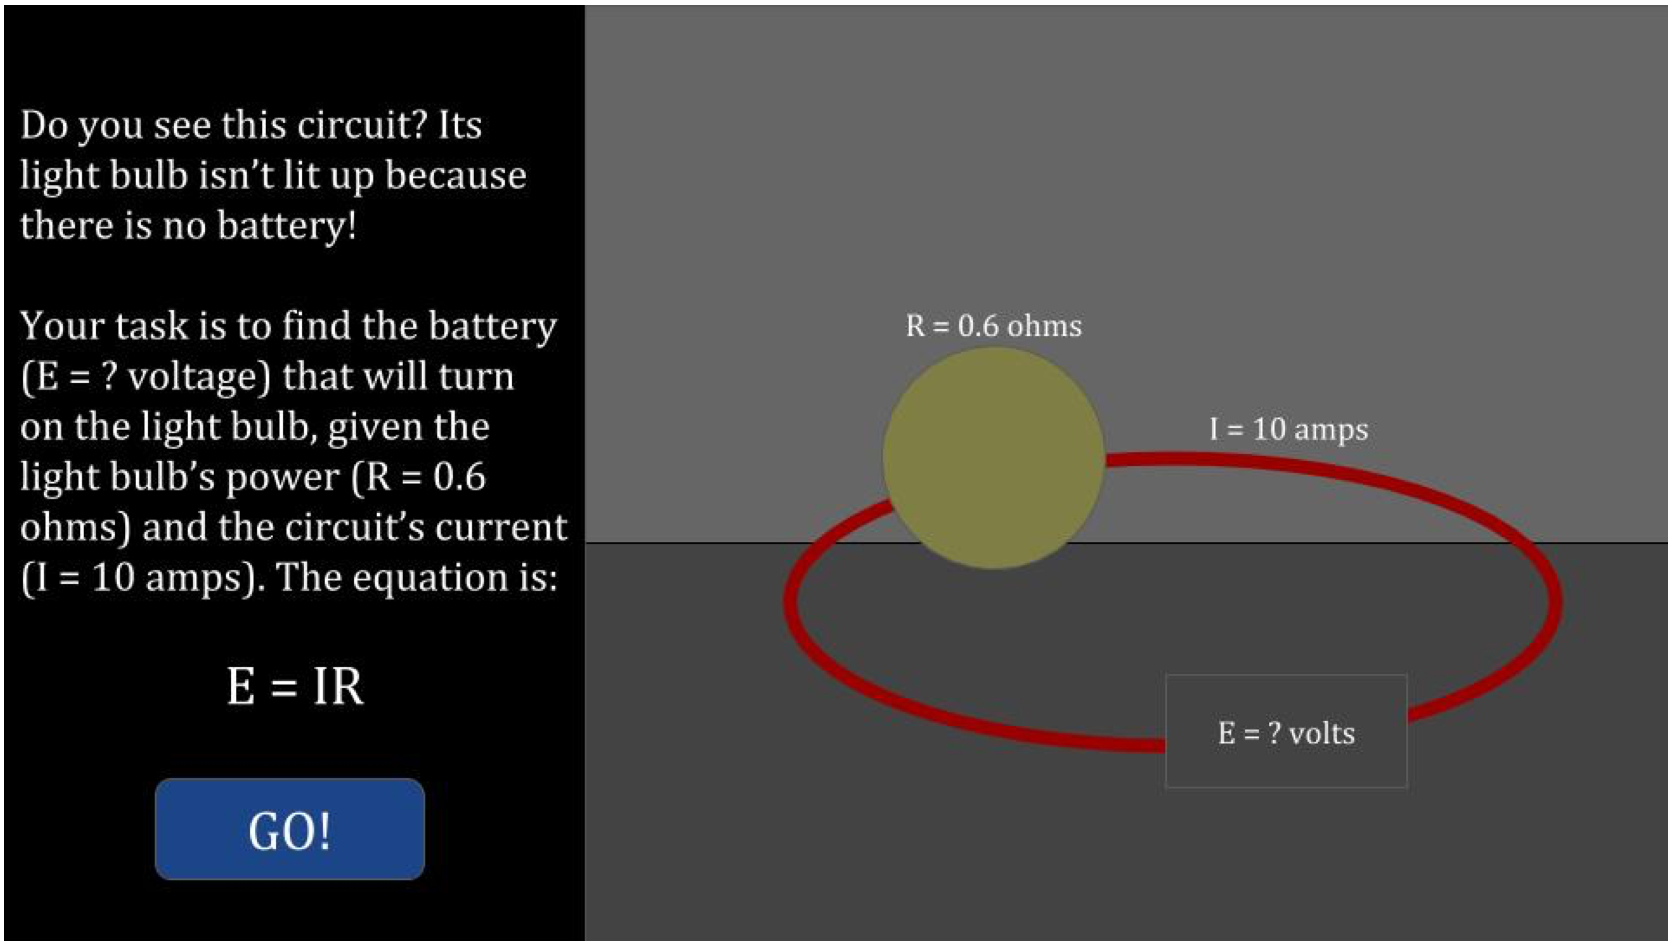 Do you see this circuit? Its
light bulb isn’t lit up because
there is no battery!
Your task is to find the battery
(E = ? voltage) that will turn
on the light bulb, given the
light bulb’s power (R = 0.6
ohms) and the circuit’s current
(I = 10 amps). The equation is:
E = IR
GO!
R = 0.6 ohms
I = 10 amps
E = ? volts